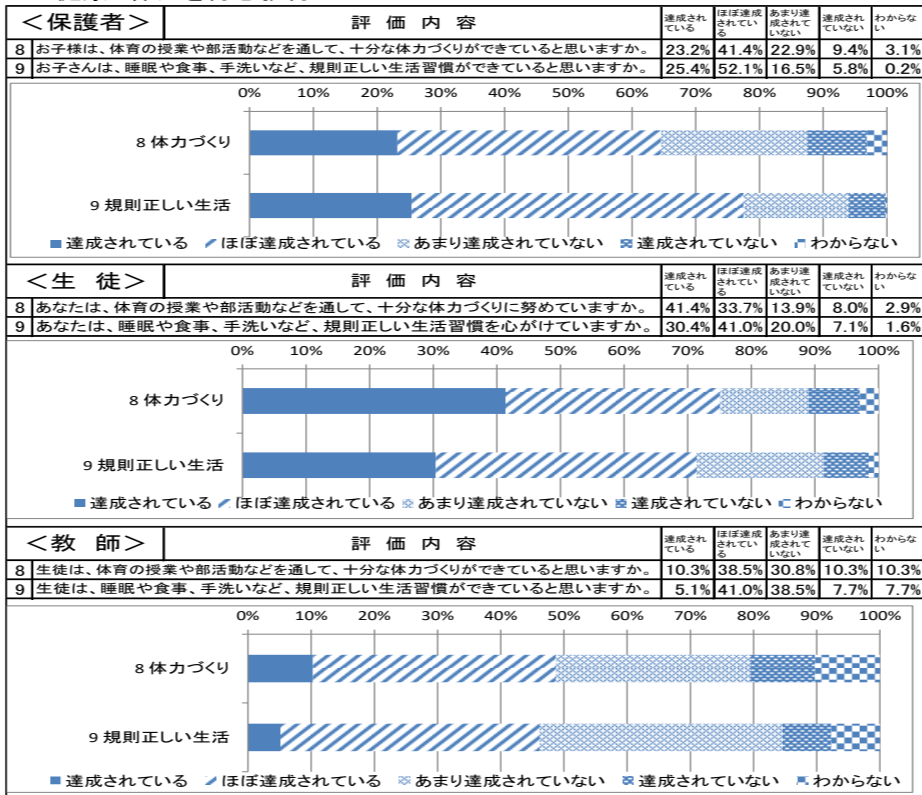 ＜保護者＞ 評価内容 達成されている ほぼ達成されている あまり達成されていない 達成されていない わからない
8 お子様は、体育の授業や部活動などを通して、十分な体力づくりができていると思いますか。 23.2% 41.4% 22.9% 9.4% 3.1%
9 お子さんは、睡眠や食事、手洗いなど、規則正しい生活習慣ができていると思いますか。 25.4% 52.1% 16.5% 5.8% 0.2%
0% 10% 20% 30% 40% 50% 60% 70% 80% 90% 100%
8 体力づくり
9 規則正しい生活
達成されている ほぼ達成されている あまり達成されていない 達成されていない わからない
＜生 徒＞ 評価内容 達成されている ほぼ達成されている あまり達成されていない 達成されていない わからない
8 あなたは、体育の授業や部活動などを通して、十分な体力づくりに努めていますか。 41.4% 33.7% 13.9% 8.0% 2.9%
9 あなたは、睡眠や食事、手洗いなど、規則正しい生活習慣を心がけていますか。 30.4% 41.0% 20.0% 7.1% 1.6%
0% 10% 20% 30% 40% 50% 60% 70% 80% 90% 100%
8 体力づくり
9 規則正しい生活
達成されている ほぼ達成されている あまり達成されていない 達成されていない わからない
＜教 師＞ 評価内容 達成されている ほぼ達成されている あまり達成されていない 達成されていない わからない
8 生徒は、体育の授業や部活動などを通して、十分な体力づくりができていると思いますか。 10.3% 38.5% 30.8% 10.3% 10.3%
9 生徒は、睡眠や食事、手洗いなど、規則正しい生活習慣ができていると思いますか。 5.1% 41.0% 38.5% 7.7% 7.7%
0% 10% 20% 30% 40% 50% 60% 70% 80% 90% 100%
8 体力づくり
9 規則正しい生活
達成されている ほぼ達成されている あまり達成されていない 達成されていない わからない